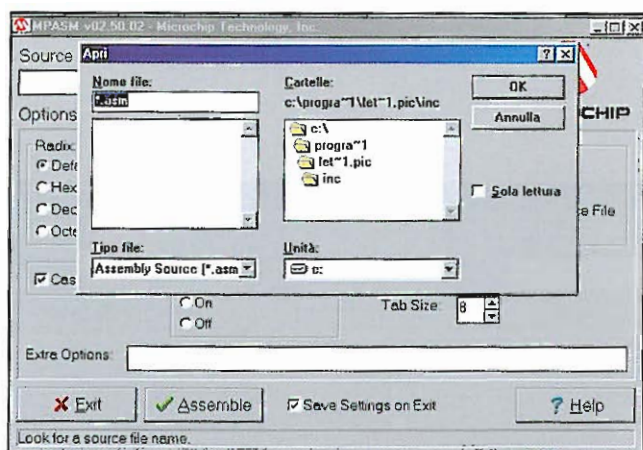 MPASM v02.50.02 - Microchip Technology, Inc.
Source
Apri
Nome file:
*.asm
Cartelle:
c:\progra~1\let~1.pic\inc
OK
Annulla
c:\
progra~1
let~1.pic
inc
Sola lettura
Tipo file:
Assembly Source (*.asm
Unità:
c:
Options
CHIP
Radix:
Defa
Hex
Dec
Octa
e File
Cas
On
Off
Tab Size:
8
Extra Options:
Exit
Assemble
Save Settings on Exit
? Help
Look for a source file name.